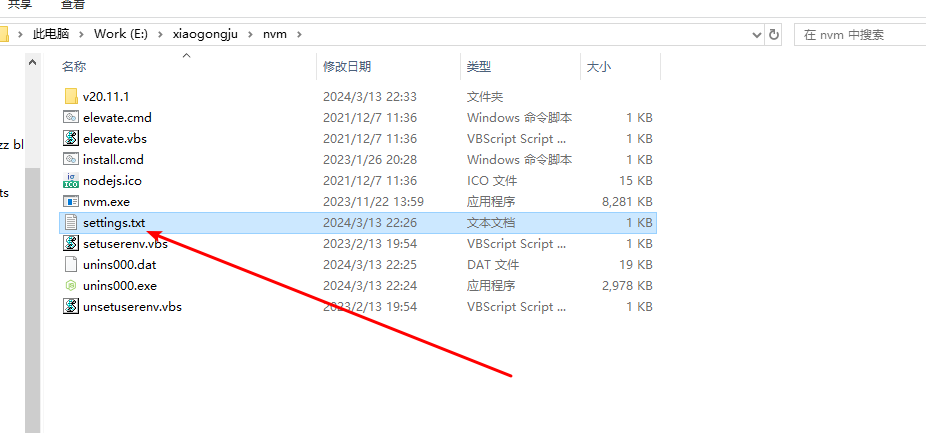 共享 查看
此电脑 Work (E:) xiaogongju nvm 在 nvm 中搜索
名称 修改日期 类型 大小
v20.11.1 2024/3/13 22:33 文件夹
elevate.cmd 2021/12/7 11:36 Windows 命令脚本 1 KB
zz bl elevate.vbs 2021/12/7 11:36 VBScript Script ... 1 KB
install.cmd 2023/1/26 20:28 Windows 命令脚本 1 KB
nodejs.ico 2021/12/7 11:36 ICO 文件 15 KB
ts nvm.exe 2023/11/22 13:59 应用程序 8,281 KB
settings.txt 2024/3/13 22:26 文本文档 1 KB
setuserenv.vbs 2023/2/13 19:54 VBScript Script ... 1 KB
unins000.dat 2024/3/13 22:25 DAT 文件 19 KB
unins000.exe 2024/3/13 22:24 应用程序 2,978 KB
unsetuserenv.vbs 2023/2/13 19:54 VBScript Script ... 1 KB